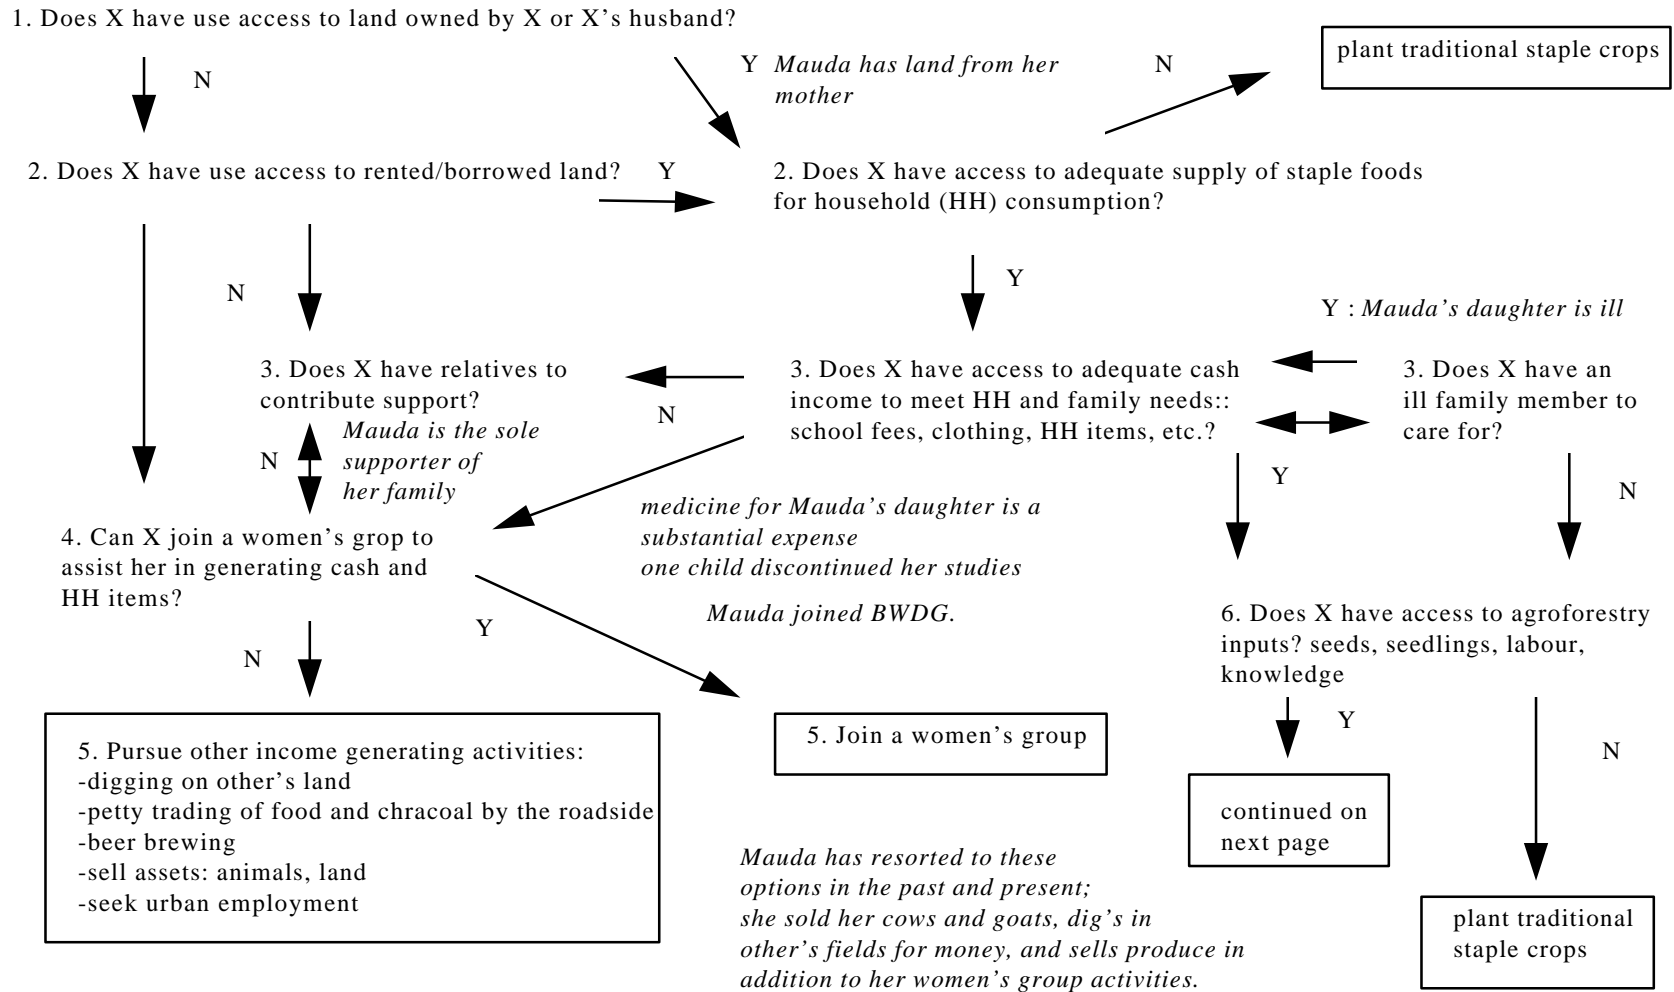 1. Does X have use access to land owned by X or X's husband?
plant traditional staple crops
N
Y
Mauda has land from her
mother
N
2. Does X have use access to rented/borrowed land?
Y
2. Does X have access to adequate supply of staple foods
for household (HH) consumption?
N
Y
Y : Mauda's daughter is ill
3. Does X have relatives to
contribute support?
Mauda is the sole
supporter of
her family
N
N
3. Does X have access to adequate cash
income to meet HH and family needs::
school fees, clothing, HH items, etc.?
3. Does X have an
ill family member to
care for?
Y
N
medicine for Mauda's daughter is a
substantial expense
one child discontinued her studies
Mauda joined BWDG.
4. Can X join a women's grop to
assist her in generating cash and
HH items?
N
Y
6. Does X have access to agroforestry
inputs? seeds, seedlings, labour,
knowledge
Y
N
5. Pursue other income generating activities:
-digging on other's land
-petty trading of food and chracoal by the roadside
-beer brewing
-sell assets: animals, land
-seek urban employment
5. Join a women's group
continued on
next page
Mauda has resorted to these
options in the past and present;
she sold her cows and goats, dig's in
other's fields for money, and sells produce in
addition to her women's group activities.
plant traditional
staple crops